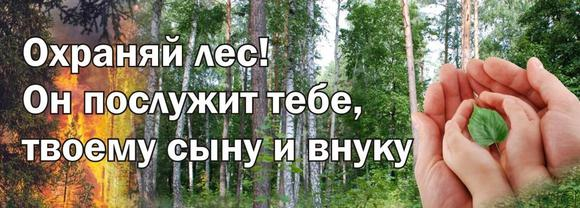 Охраняй лес!
Он послужит тебе,
твоему сыну и внуку